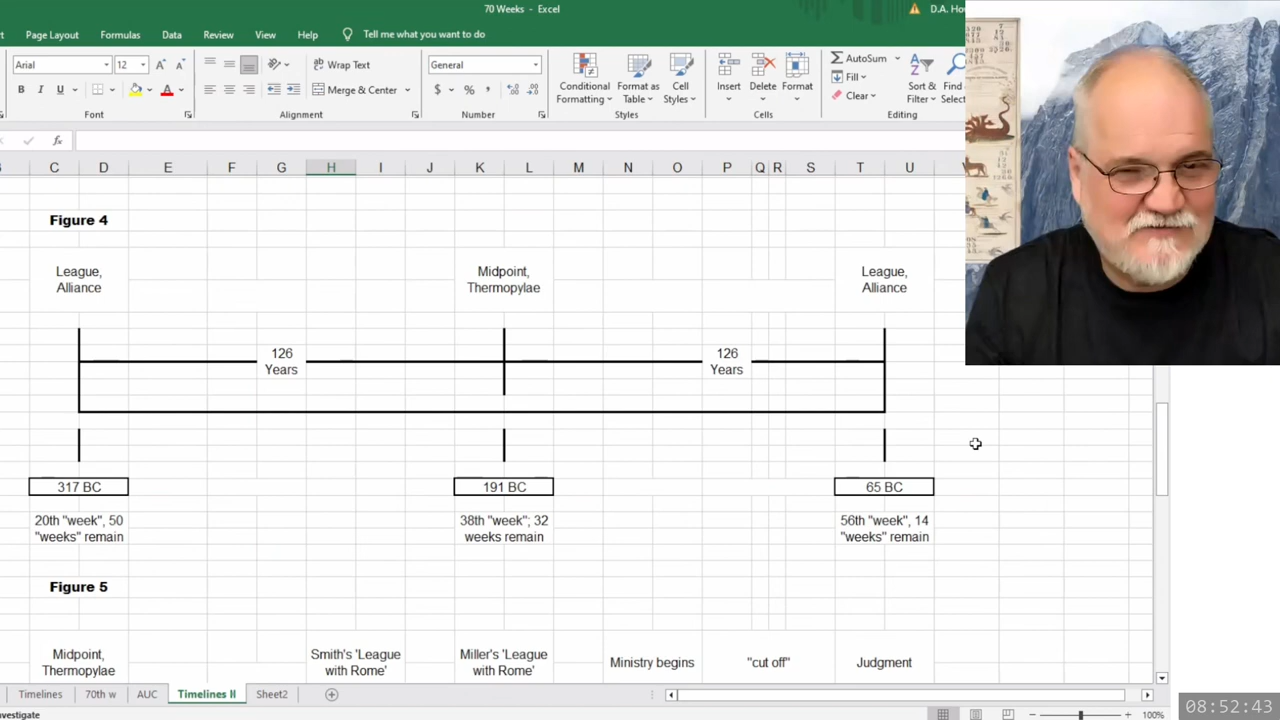 70 Weeks - Excel
D.A. Ho
Page Layout Formulas Data Review View Help Tell me what you want to do
Arial 12 A A Wrap Text General AutoSum
B I U A Merge & Center $ % Fill
Conditional Format as Cell Insert Delete Format Clear Sort & Find
Formatting Table Styles Filter Selec
Font Alignment Number Styles Cells Editing
fx
C D E F G H I J K L M N O P Q R S T U
Figure 4
League, Midpoint, League,
Alliance Thermopylae Alliance
126 126
Years Years
317 BC 191 BC 65 BC
20th "week", 50 38th "week"; 32 56th "week", 14
"weeks" remain weeks remain "weeks" remain
Figure 5
Midpoint, Smith's 'League Miller's 'League Ministry begins "cut off" Judgment
Thermopylae with Rome' with Rome'
Timelines 70th w AUC Timelines II Sheet2
vestigate 100%
08:52:43